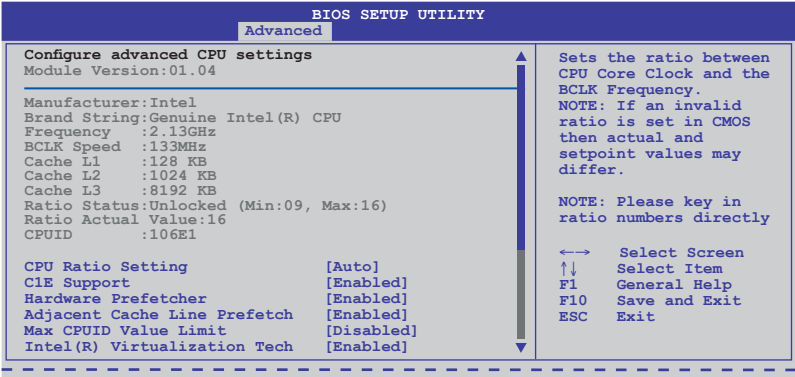 BIOS SETUP UTILITY
Advanced
Configure advanced CPU settings
Module Version:01.04
Manufacturer:Intel
Brand String:Genuine Intel(R) CPU
Frequency :2.13GHz
BCLK Speed :133MHz
Cache L1 :128 KB
Cache L2 :1024 KB
Cache L3 :8192 KB
Ratio Status:Unlocked (Min:09, Max:16)
Ratio Actual Value:16
CPUID :106E1
CPU Ratio Setting [Auto]
C1E Support [Enabled]
Hardware Prefetcher [Enabled]
Adjacent Cache Line Prefetch [Enabled]
Max CPUID Value Limit [Disabled]
Intel(R) Virtualization Tech [Enabled]
Sets the ratio between
CPU Core Clock and the
BCLK Frequency.
NOTE: If an invalid
ratio is set in CMOS
then actual and
setpoint values may
differ.
NOTE: Please key in
ratio numbers directly
←→ Select Screen
↑↓ Select Item
F1 General Help
F10 Save and Exit
ESC Exit